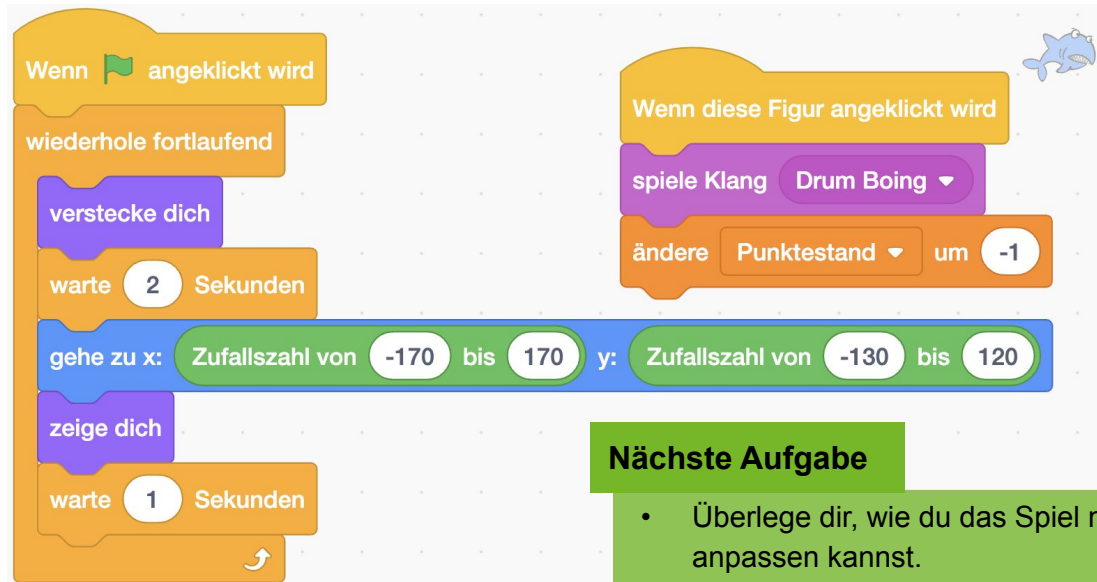 Wenn angeklickt wird
wiederhole fortlaufend
verstecke dich
warte 2 Sekunden
gehe zu x: Zufallszahl von -170 bis 170 y: Zufallszahl von -130 bis 120
zeige dich
warte 1 Sekunden
Wenn diese Figur angeklickt wird
spiele Klang Drum Boing
ändere Punktestand um -1
Nächste Aufgabe
• Überlege dir, wie du das Spiel
anpassen kannst.